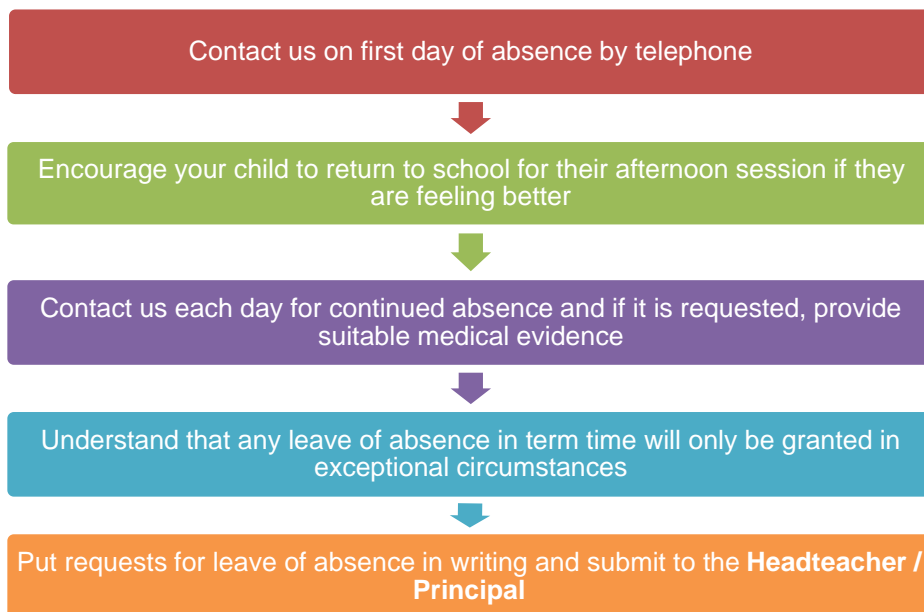 Contact us on first day of absence by telephone
Encourage your child to return to school for their afternoon session if they
are feeling better
Contact us each day for continued absence and if it is requested, provide
suitable medical evidence
Understand that any leave of absence in term time will only be granted in
exceptional circumstances
Put requests for leave of absence in writing and submit to the Headteacher /
Principal